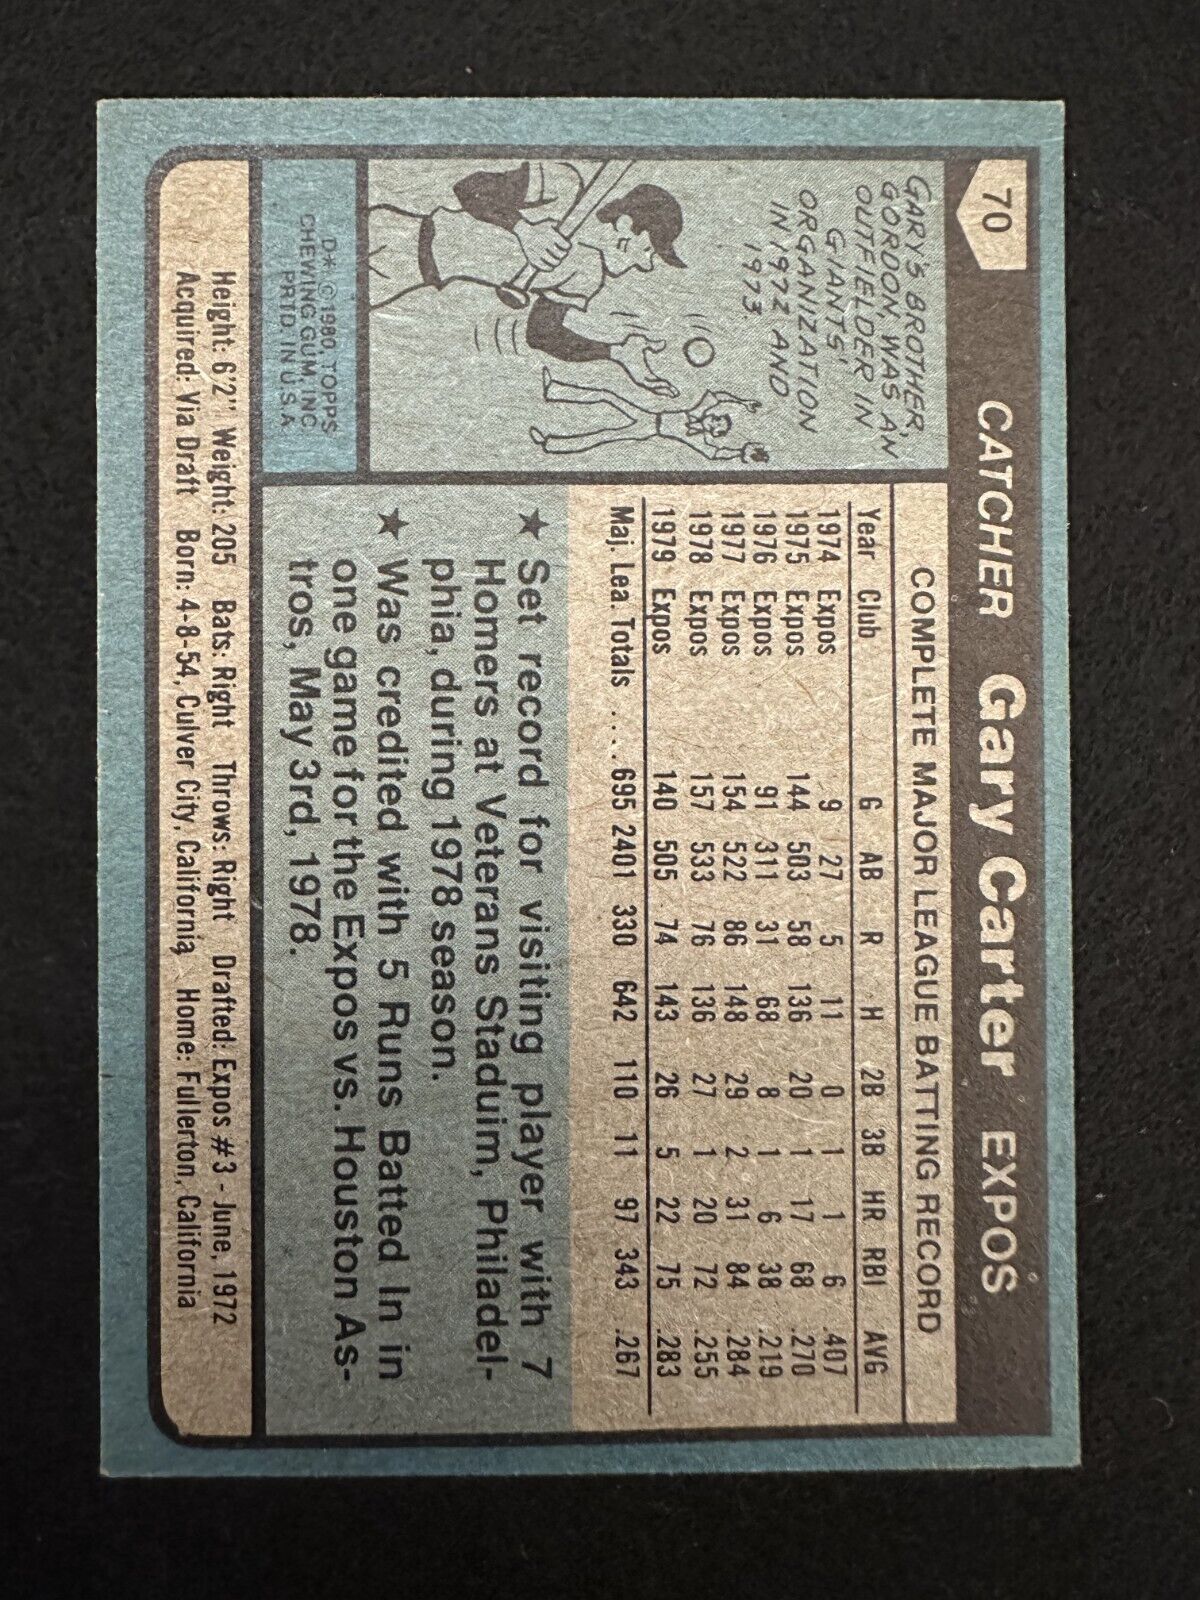 70 CATCHER Gary Carter EXPOS
GARY'S BROTHER,
GORDON, WAS AN
OUTFIELDER IN
GIANTS'
ORGANIZATION
IN 1972 AND
1973
D*©1980, TOPPS
CHEWING GUM, INC
PRTD. IN U.S.A
COMPLETE MAJOR LEAGUE BATTING RECORD
Year Club G AB R H 2B 3B HR RBI AVG
1974 Expos 9 27 5 11 0 1 1 6 .407
1975 Expos 144 503 58 136 20 1 17 68 .270
1976 Expos 91 311 31 68 8 1 6 38 .219
1977 Expos 154 522 86 148 29 2 31 84 .284
1978 Expos 157 533 76 136 27 1 20 72 .255
1979 Expos 140 505 74 143 26 5 22 75 .283
Maj. Lea. Totals .... 695 2401 330 642 110 11 97 343 .267
★ Set record for visiting player with 7
Homers at Veterans Staduim, Philadel-
phia, during 1978 season.
★ Was credited with 5 Runs Batted In in
one game for the Expos vs. Houston As-
tros, May 3rd, 1978.
Height: 6'2" Weight: 205 Bats: Right Throws: Right Drafted: Expos #3 - June, 1972
Acquired: Via Draft Born: 4-8-54, Culver City, California Home: Fullerton, California